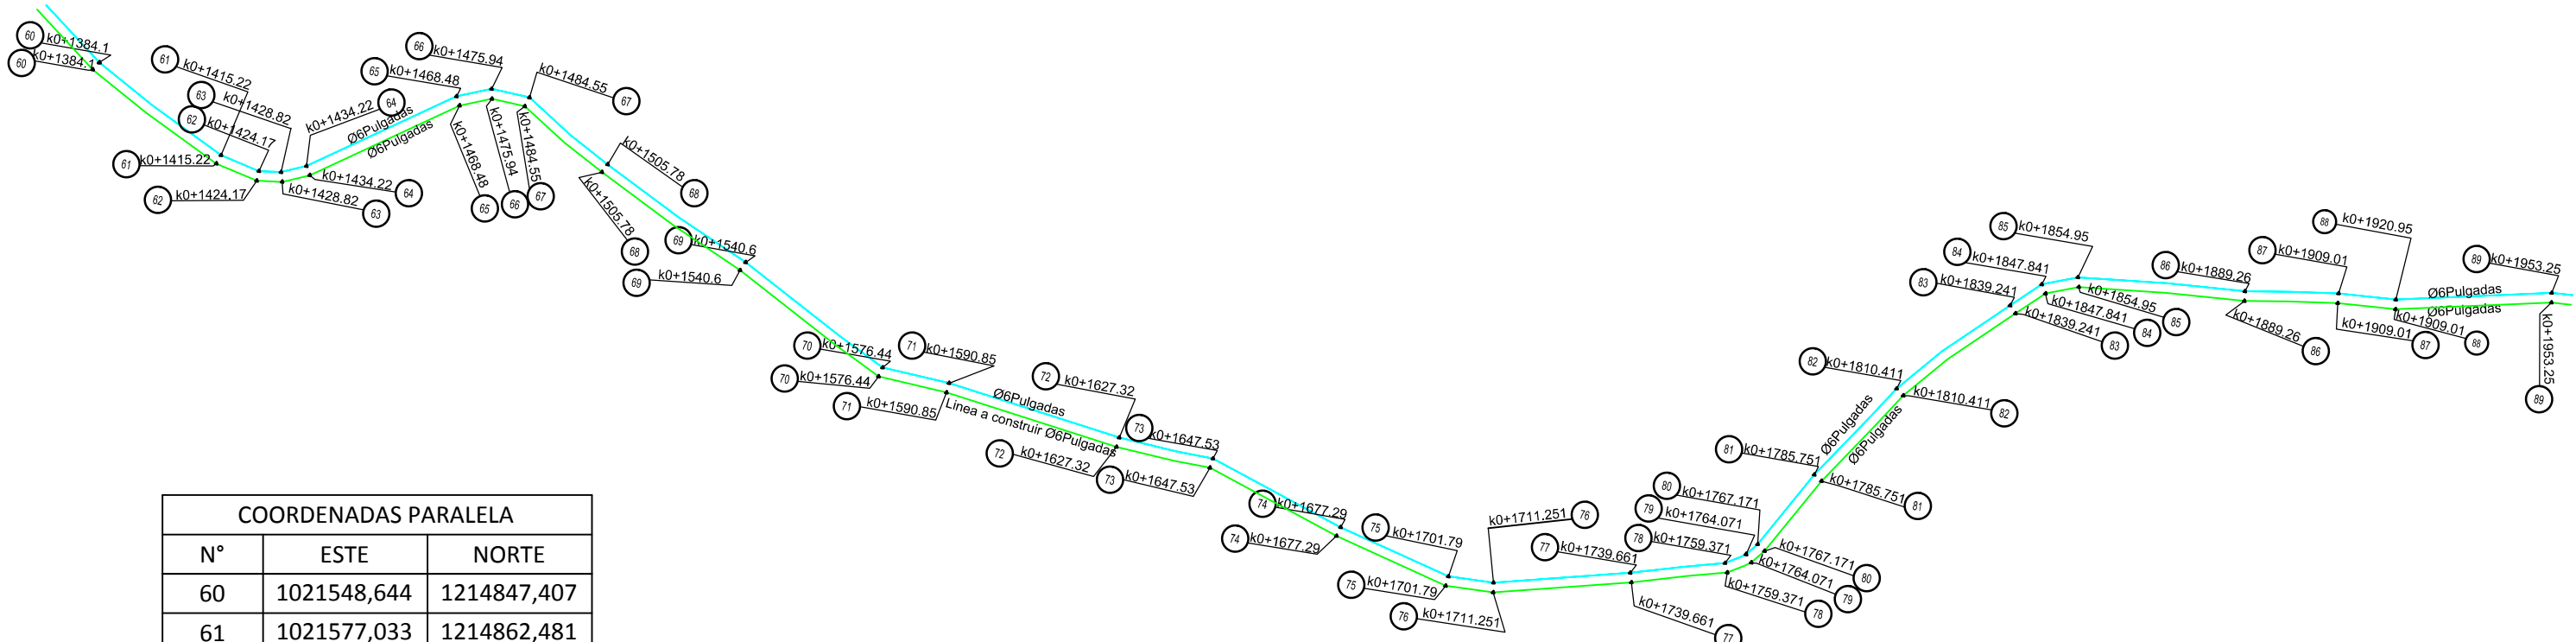 60 k0+1384.1
60 k0+1384.1
61 k0+1415.22
63 k0+1428.82
62 k0+1424.17
61 k0+1415.22
62 k0+1424.17
k0+1434.22 64
k0+1434.22 64
k0+1428.82 63
Ø6Pulgadas
Ø6Pulgadas
65 k0+1468.48
66 k0+1475.94
k0+1484.55 67
k0+1468.48 65
k0+1475.94 66
k0+1484.55 67
k0+1505.78 68
k0+1505.78 68
69 k0+1540.6
69 k0+1540.6
70 k0+1576.44
70 k0+1576.44
71 k0+1590.85
71 k0+1590.85
Ø6Pulgadas
Linea a construir Ø6Pulgadas
72 k0+1627.32
72 k0+1627.32
73 k0+1647.53
73 k0+1647.53
74 k0+1677.29
74 k0+1677.29
75 k0+1701.79
75 k0+1701.79
k0+1711.251 76
76 k0+1711.251
77 k0+1739.661
k0+1739.661 77
78 k0+1759.371
79 k0+1764.071
80 k0+1767.171
k0+1767.171 80
k0+1764.071 79
k0+1759.371 78
81 k0+1785.751
k0+1785.751 81
Ø6Pulgadas
Ø6Pulgadas
82 k0+1810.411
k0+1810.411 82
83 k0+1839.241
84 k0+1847.841
85 k0+1854.95
k0+1854.95 85
k0+1847.841 84
k0+1839.241 83
86 k0+1889.26
k0+1889.26 86
87 k0+1909.01
k0+1909.01 87
88 k0+1920.95
k0+1909.01 88
Ø6Pulgadas
Ø6Pulgadas
89 k0+1953.25
k0+1953.25 89
COORDENADAS PARALELA
N° ESTE NORTE
60 1021548,644 1214847,407
61 1021577,033 1214862,481